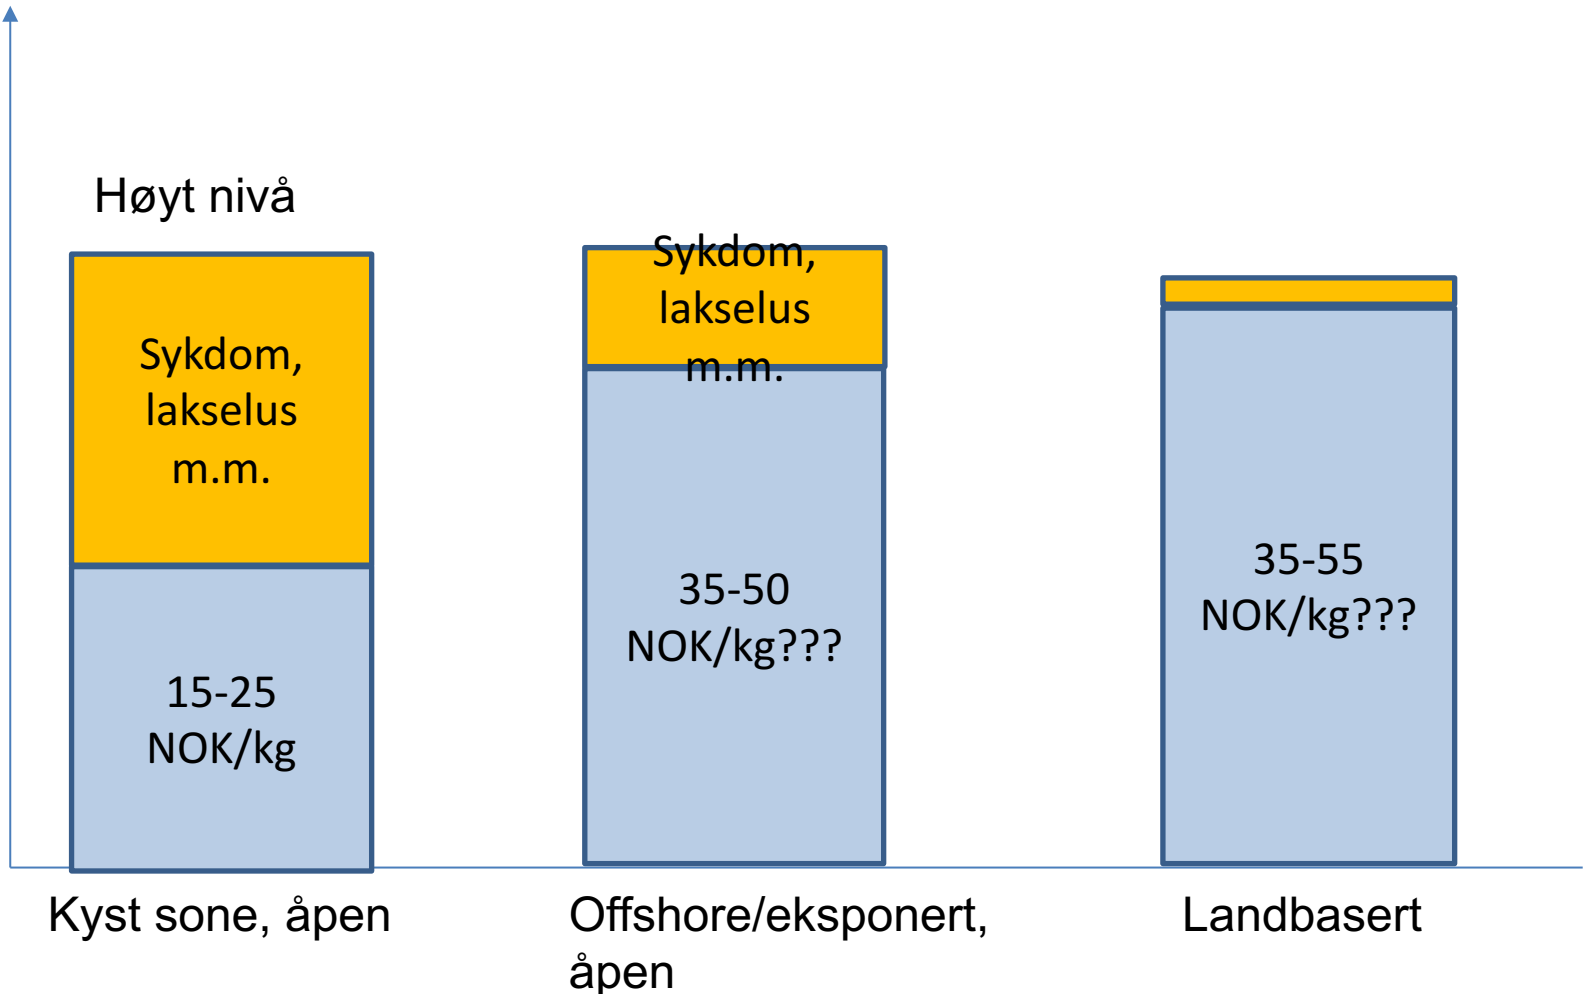 Høyt nivå
Sykdom,
lakselus
m.m.
15-25
NOK/kg
Sykdom,
lakselus
m.m.
35-50
NOK/kg???
35-55
NOK/kg???
Kyst sone, åpen
Offshore/eksponert,
åpen
Landbasert